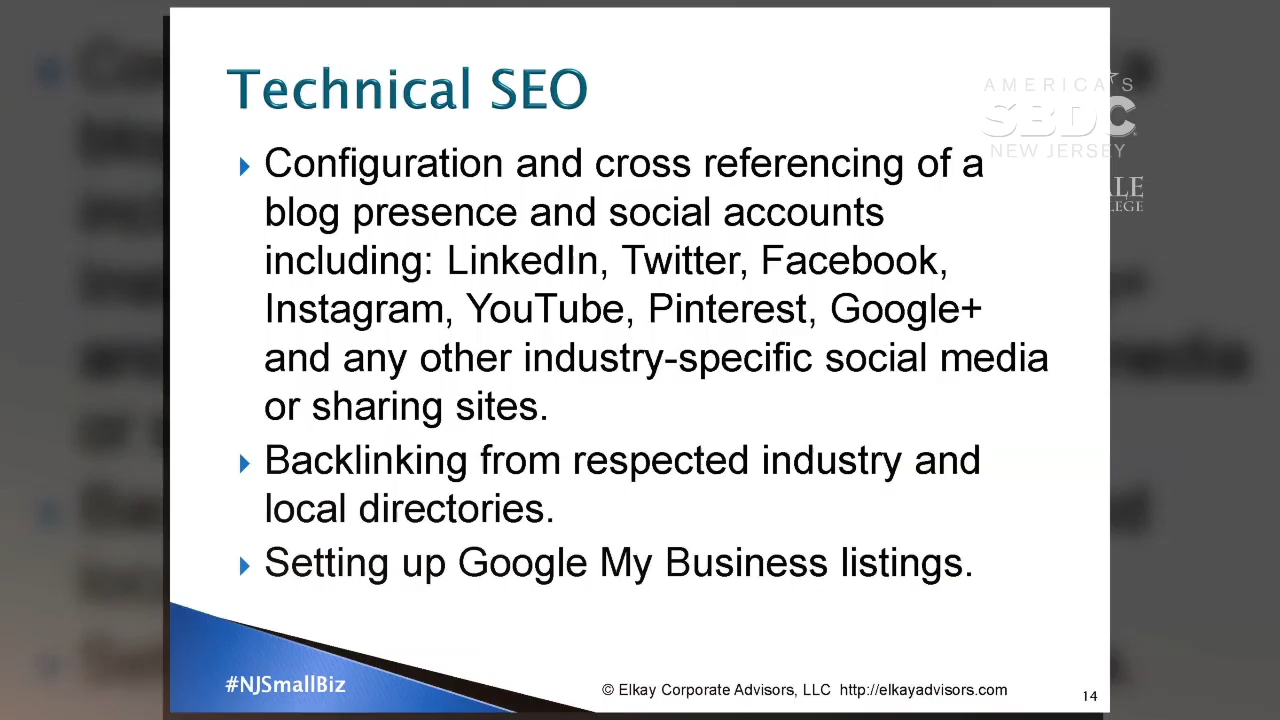 Technical SEO
AMERICA'S
SBDC
NEW JERSEY
Configuration and cross referencing of a
blog presence and social accounts
including: LinkedIn, Twitter, Facebook,
Instagram, YouTube, Pinterest, Google+
and any other industry-specific social media
or sharing sites.
Backlinking from respected industry and
local directories.
Setting up Google My Business listings.
#NJSmallBiz
© Elkay Corporate Advisors, LLC http://elkayadvisors.com
14